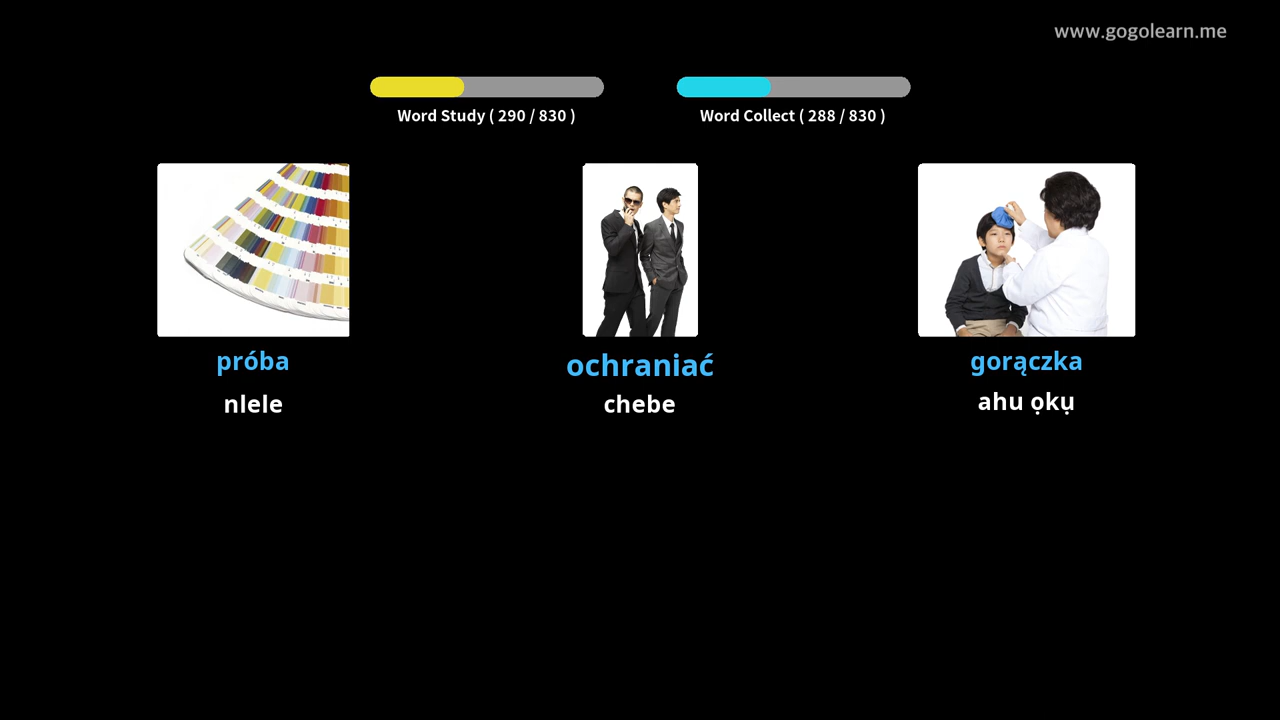 www.gogolearn.me
Word Study ( 290 / 830 )
Word Collect ( 288 / 830 )
próba
ochraniać
gorączka
nlele
chebe
ahu ọkụ